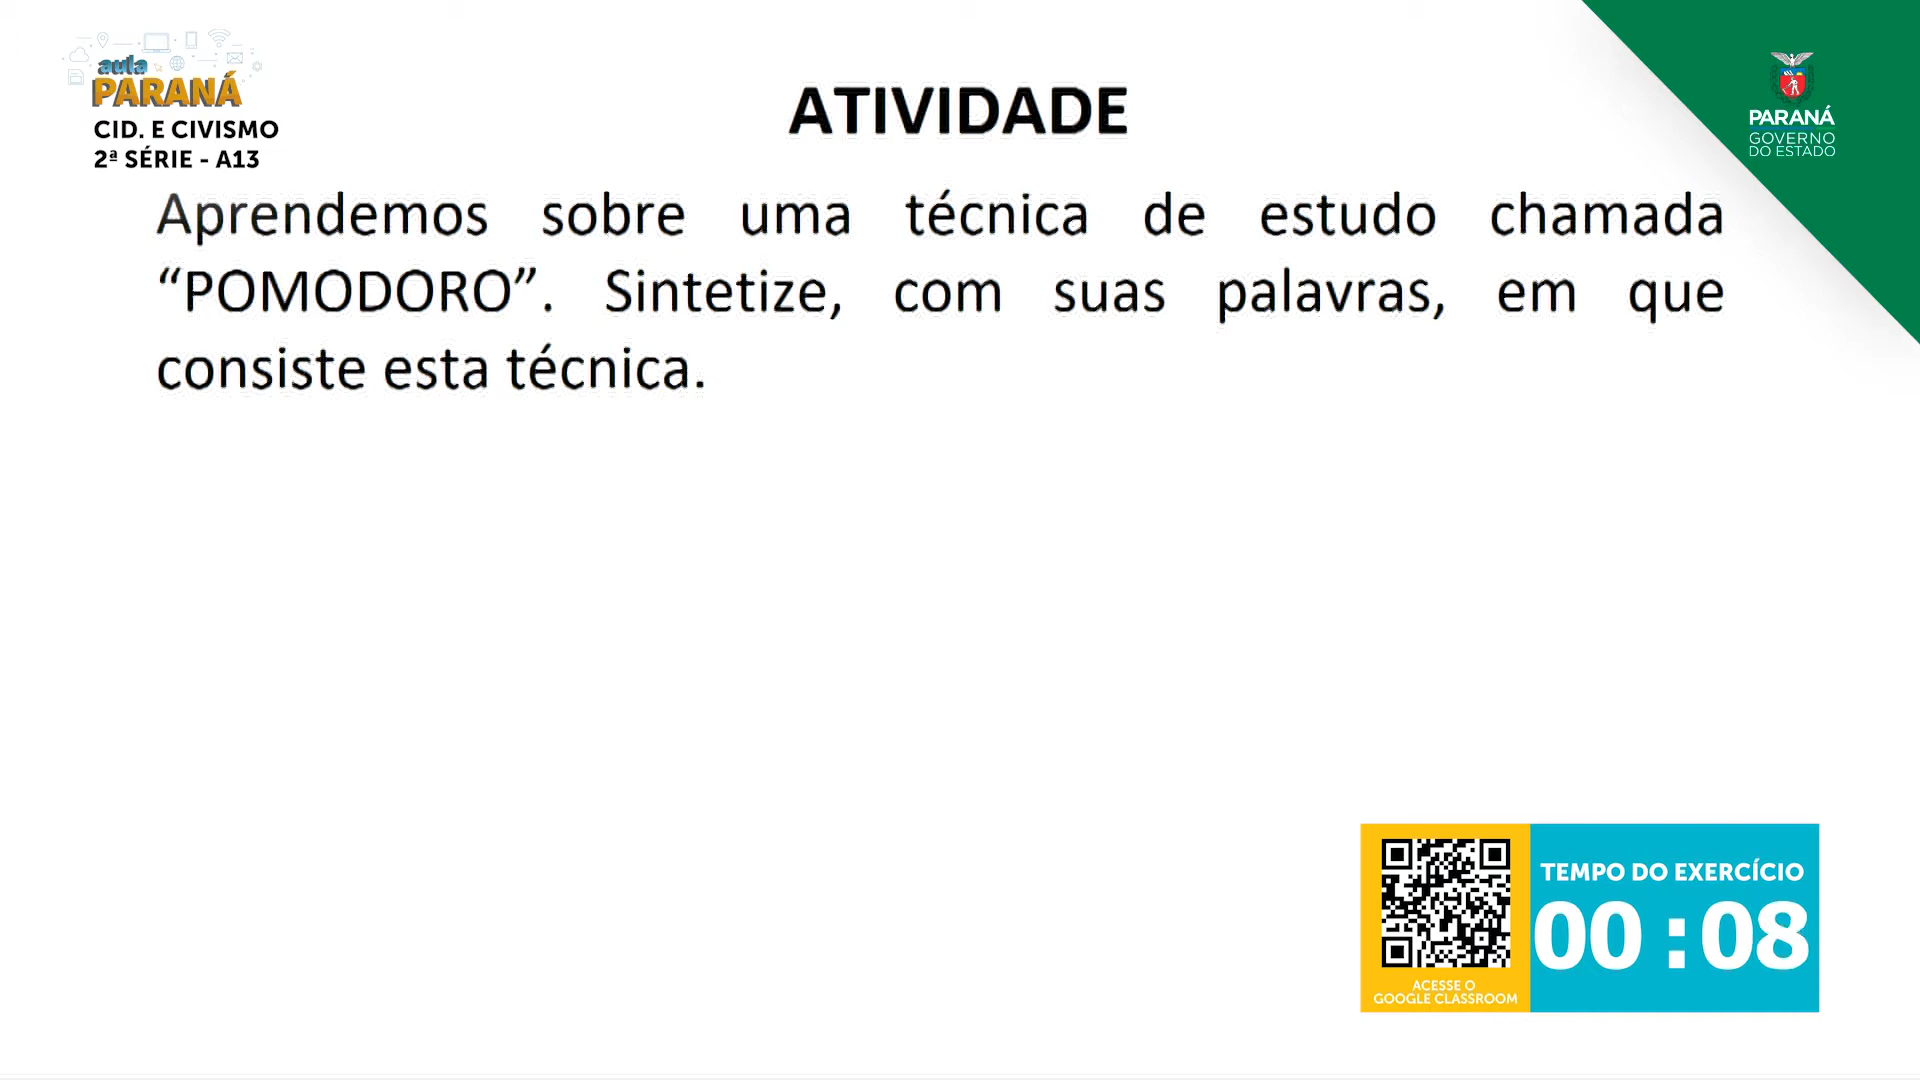 aula
PARANÁ
CID. E CIVISMO
2ª SÉRIE - A13
ATIVIDADE
PARANÁ
GOVERNO
DO ESTADO
Aprendemos sobre uma técnica de estudo chamada
“POMODORO”. Sintetize, com suas palavras, em que
consiste esta técnica.
TEMPO DO EXERCÍCIO
00 : 08
ACESSE O
GOOGLE CLASSROOM